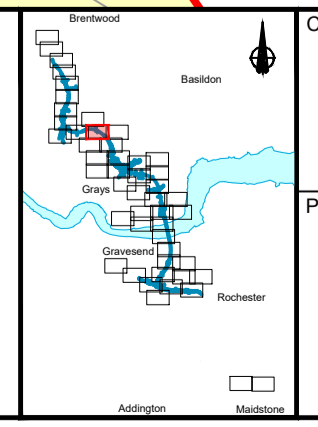 Brentwood
C
Basildon
P
Grays
Gravesend
Rochester
Addington
Maidstone